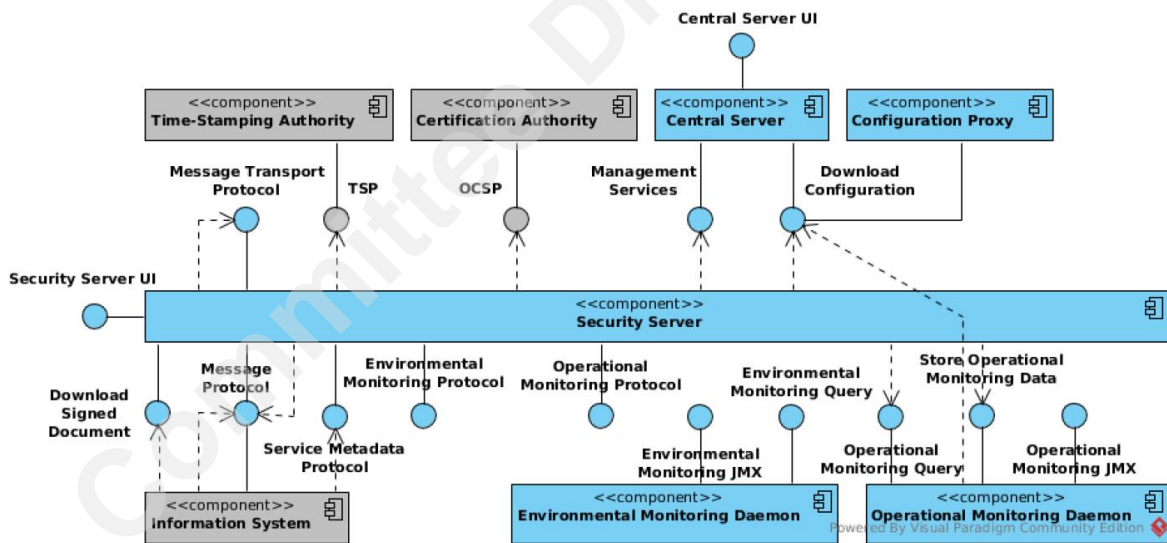 Central Server UI
<<component>>
Time-Stamping Authority
<<component>>
Certification Authority
<<component>>
Central Server
<<component>>
Configuration Proxy
Message Transport
Protocol
TSP
OCSP
Management
Services
Download
Configuration
Security Server UI
<<component>>
Security Server
Download
Signed
Document
Message
Protocol
Service Metadata
Protocol
Environmental
Monitoring Protocol
Operational
Monitoring Protocol
Environmental
Monitoring JMX
Environmental
Monitoring Query
Operational
Monitoring Query
Store Operational
Monitoring Data
Operational
Monitoring JMX
<<component>>
Information System
<<component>>
Environmental Monitoring Daemon
<<component>>
Operational Monitoring Daemon
Powered By Visual Paradigm Community Edition
Committee D